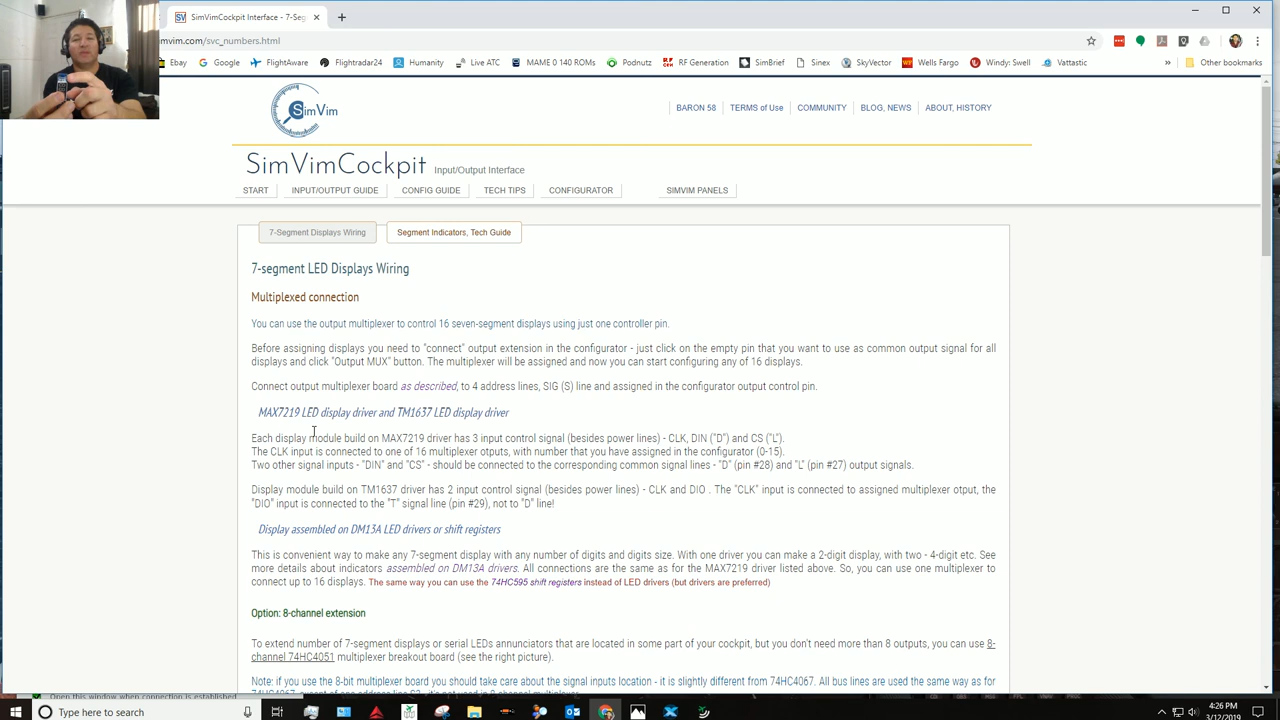 SV SimVimCockpit Interface - 7-Seg
vim.com/svc_numbers.html
Ebay Google FlightAware Flightradar24 Humanity Live ATC MAME 0 140 ROMs Podnutz RF Generation SimBrief Sinex SkyVector Wells Fargo Windy: Swell Vattastic » Other bookmarks
SimVim
BARON 58 TERMS of Use COMMUNITY BLOG, NEWS ABOUT, HISTORY
SimVimCockpit Input/Output Interface
START INPUT/OUTPUT GUIDE CONFIG GUIDE TECH TIPS CONFIGURATOR SIMVIM PANELS
7-Segment Displays Wiring Segment Indicators, Tech Guide
7-segment LED Displays Wiring
Multiplexed connection
You can use the output multiplexer to control 16 seven-segment displays using just one controller pin.
Before assigning displays you need to "connect" output extension in the configurator - just click on the empty pin that you want to use as common output signal for all
displays and click "Output MUX" button. The multiplexer will be assigned and now you can start configuring any of 16 displays.
Connect output multiplexer board as described, to 4 address lines, SIG (S) line and assigned in the configurator output control pin.
MAX7219 LED display driver and TM1637 LED display driver
Each display module build on MAX7219 driver has 3 input control signal (besides power lines) - CLK, DIN ("D") and CS ("L").
The CLK input is connected to one of 16 multiplexer otputs, with number that you have assigned in the configurator (0-15).
Two other signal inputs - "DIN" and "CS" - should be connected to the corresponding common signal lines - "D" (pin #28) and "L" (pin #27) output signals.
Display module build on TM1637 driver has 2 input control signal (besides power lines) - CLK and DIO . The "CLK" input is connected to assigned multiplexer otput, the
"DIO" input is connected to the "T" signal line (pin #29), not to "D" line!
Display assembled on DM13A LED drivers or shift registers
This is convenient way to make any 7-segment display with any number of digits and digits size. With one driver you can make a 2-digit display, with two - 4-digit etc. See
more details about indicators assembled on DM13A drivers. All connections are the same as for the MAX7219 driver listed above. So, you can use one multiplexer to
connect up to 16 displays. The same way you can use the 74HC595 shift registers instead of LED drivers (but drivers are preferred)
Option: 8-channel extension
To extend number of 7-segment displays or serial LEDs annunciators that are located in some part of your cockpit, but you don't need more than 8 outputs, you can use 8-
channel 74HC4051 multiplexer breakout board (see the right picture).
Note: if you use the 8-bit multiplexer board you should take care about the signal inputs location - it is slightly different from 74HC4067. All bus lines are used the same way as for
Open this window when connection is established
Type here to search
4:26 PM
3/12/2019